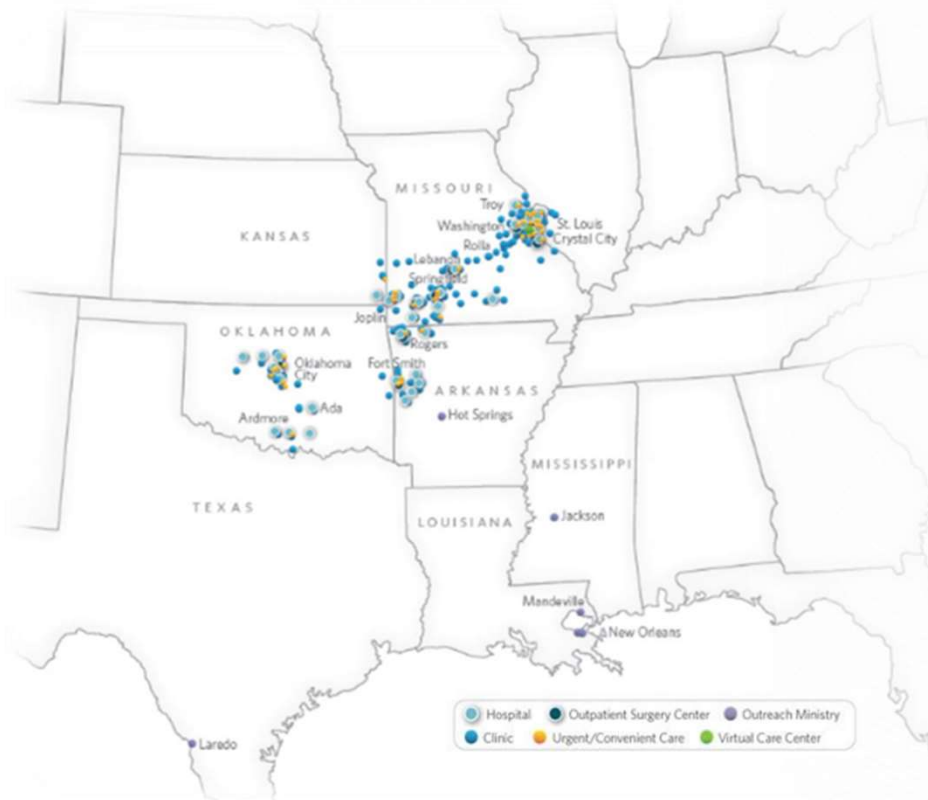 MISSOURI
Troy
Washington
St. Louis
Crystal City
KANSAS
Rolla
Lebanon
Springfield
Joplin
OKLAHOMA
Rogers
Oklahoma
City
Fort Smith
ARKANSAS
Ada
Ardmore
Hot Springs
MISSISSIPPI
TEXAS
LOUISIANA
Jackson
Mandeville
New Orleans
Laredo
Hospital Outpatient Surgery Center Outreach Ministry
Clinic Urgent/Convenient Care Virtual Care Center